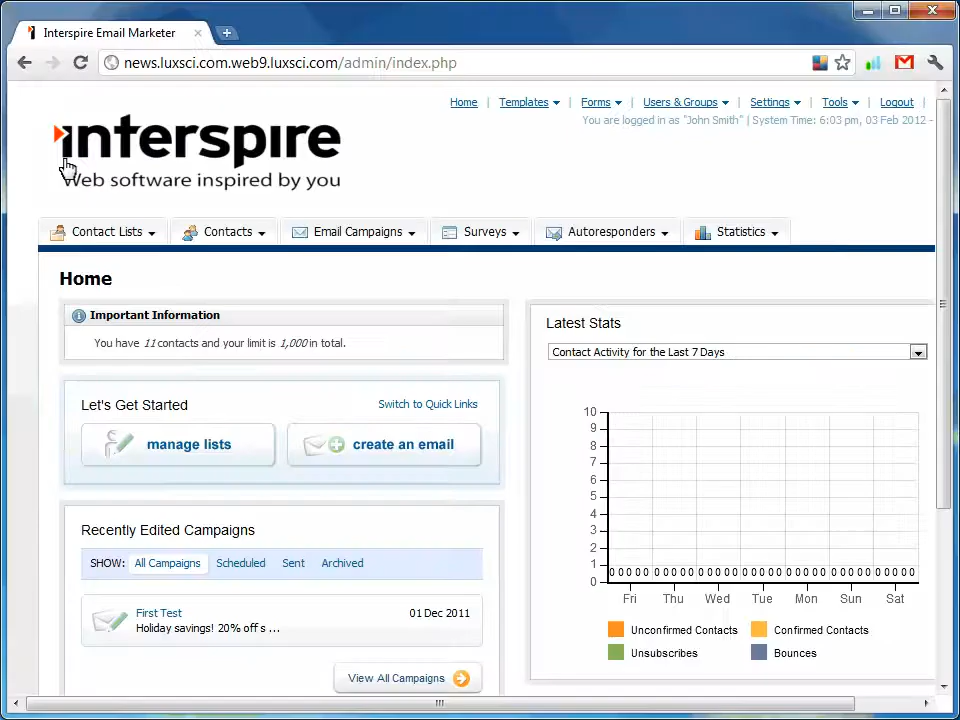 Interspire Email Marketer
news.luxsci.com.web9.luxsci.com/admin/index.php
Home | Templates | Forms | Users & Groups | Settings | Tools | Logout |
You are logged in as "John Smith" | System Time: 6:03 pm, 03 Feb 2012 -
interspire
Web software inspired by you
Contact Lists Contacts Email Campaigns Surveys Autoresponders Statistics
Home
Important Information
You have 11 contacts and your limit is 1,000 in total.
Let's Get Started
Switch to Quick Links
manage lists
create an email
Recently Edited Campaigns
SHOW: All Campaigns Scheduled Sent Archived
First Test
01 Dec 2011
Holiday savings! 20% off s ...
View All Campaigns
Latest Stats
Contact Activity for the Last 7 Days
10
9
8
7
6
5
4
3
2
1
0
0 0 0 0 0 0 0 0 0 0 0 0 0 0 0 0 0 0 0 0 0 0 0 0 0 0 0 0 0 0 0 0 0 0 0
Fri Thu Wed Tue Mon Sun Sat
Unconfirmed Contacts Confirmed Contacts
Unsubscribes Bounces